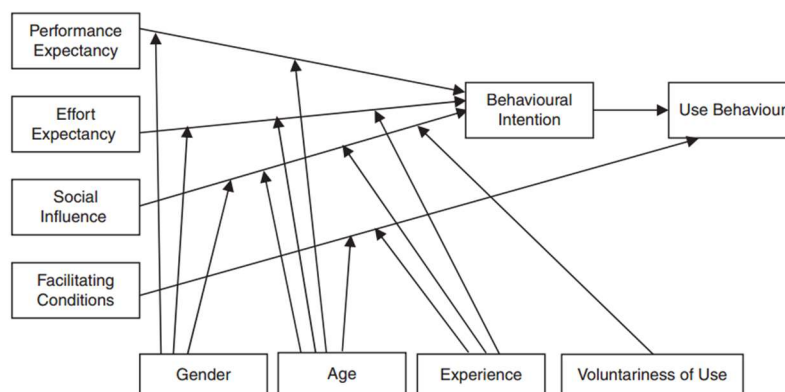 Performance
Expectancy
Effort
Expectancy
Social
Influence
Facilitating
Conditions
Behavioural
Intention
Use Behaviour
Gender
Age
Experience
Voluntariness of Use